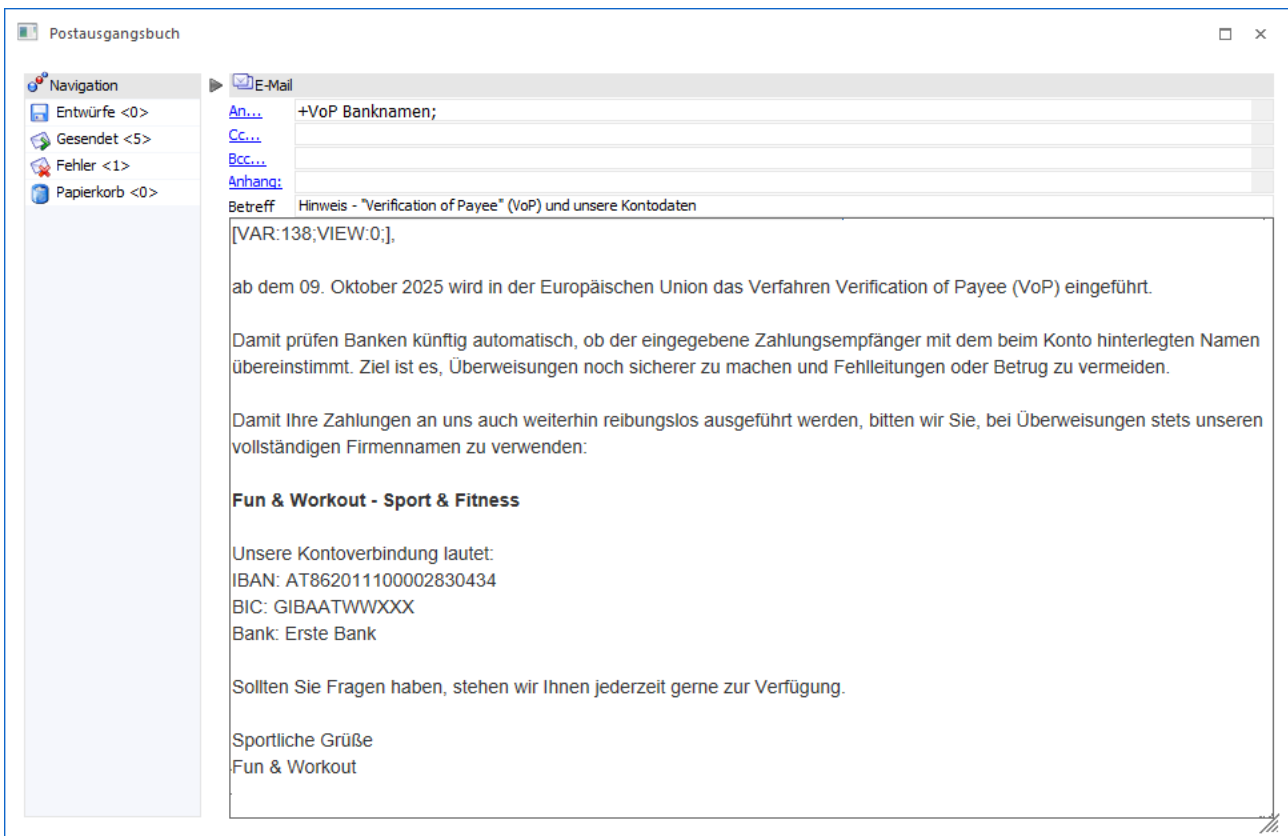 Postausgangsbuch
Navigation
Entwürfe <0>
Gesendet <5>
Fehler <1>
Papierkorb <0>
E-Mail
An... +VoP Banknamen;
Cc...
Bcc...
Anhang:
Betreff Hinweis - "Verification of Payee" (VoP) und unsere Kontodaten
[VAR:138;VIEW:0;],
ab dem 09. Oktober 2025 wird in der Europäischen Union das Verfahren Verification of Payee (VoP) eingeführt.
Damit prüfen Banken künftig automatisch, ob der eingegebene Zahlungsempfänger mit dem beim Konto hinterlegten Namen
übereinstimmt. Ziel ist es, Überweisungen noch sicherer zu machen und Fehlleitungen oder Betrug zu vermeiden.
Damit Ihre Zahlungen an uns auch weiterhin reibungslos ausgeführt werden, bitten wir Sie, bei Überweisungen stets unseren
vollständigen Firmennamen zu verwenden:
Fun & Workout - Sport & Fitness
Unsere Kontoverbindung lautet:
IBAN: AT862011100002830434
BIC: GIBAATWWXXX
Bank: Erste Bank
Sollten Sie Fragen haben, stehen wir Ihnen jederzeit gerne zur Verfügung.
Sportliche Grüße
Fun & Workout